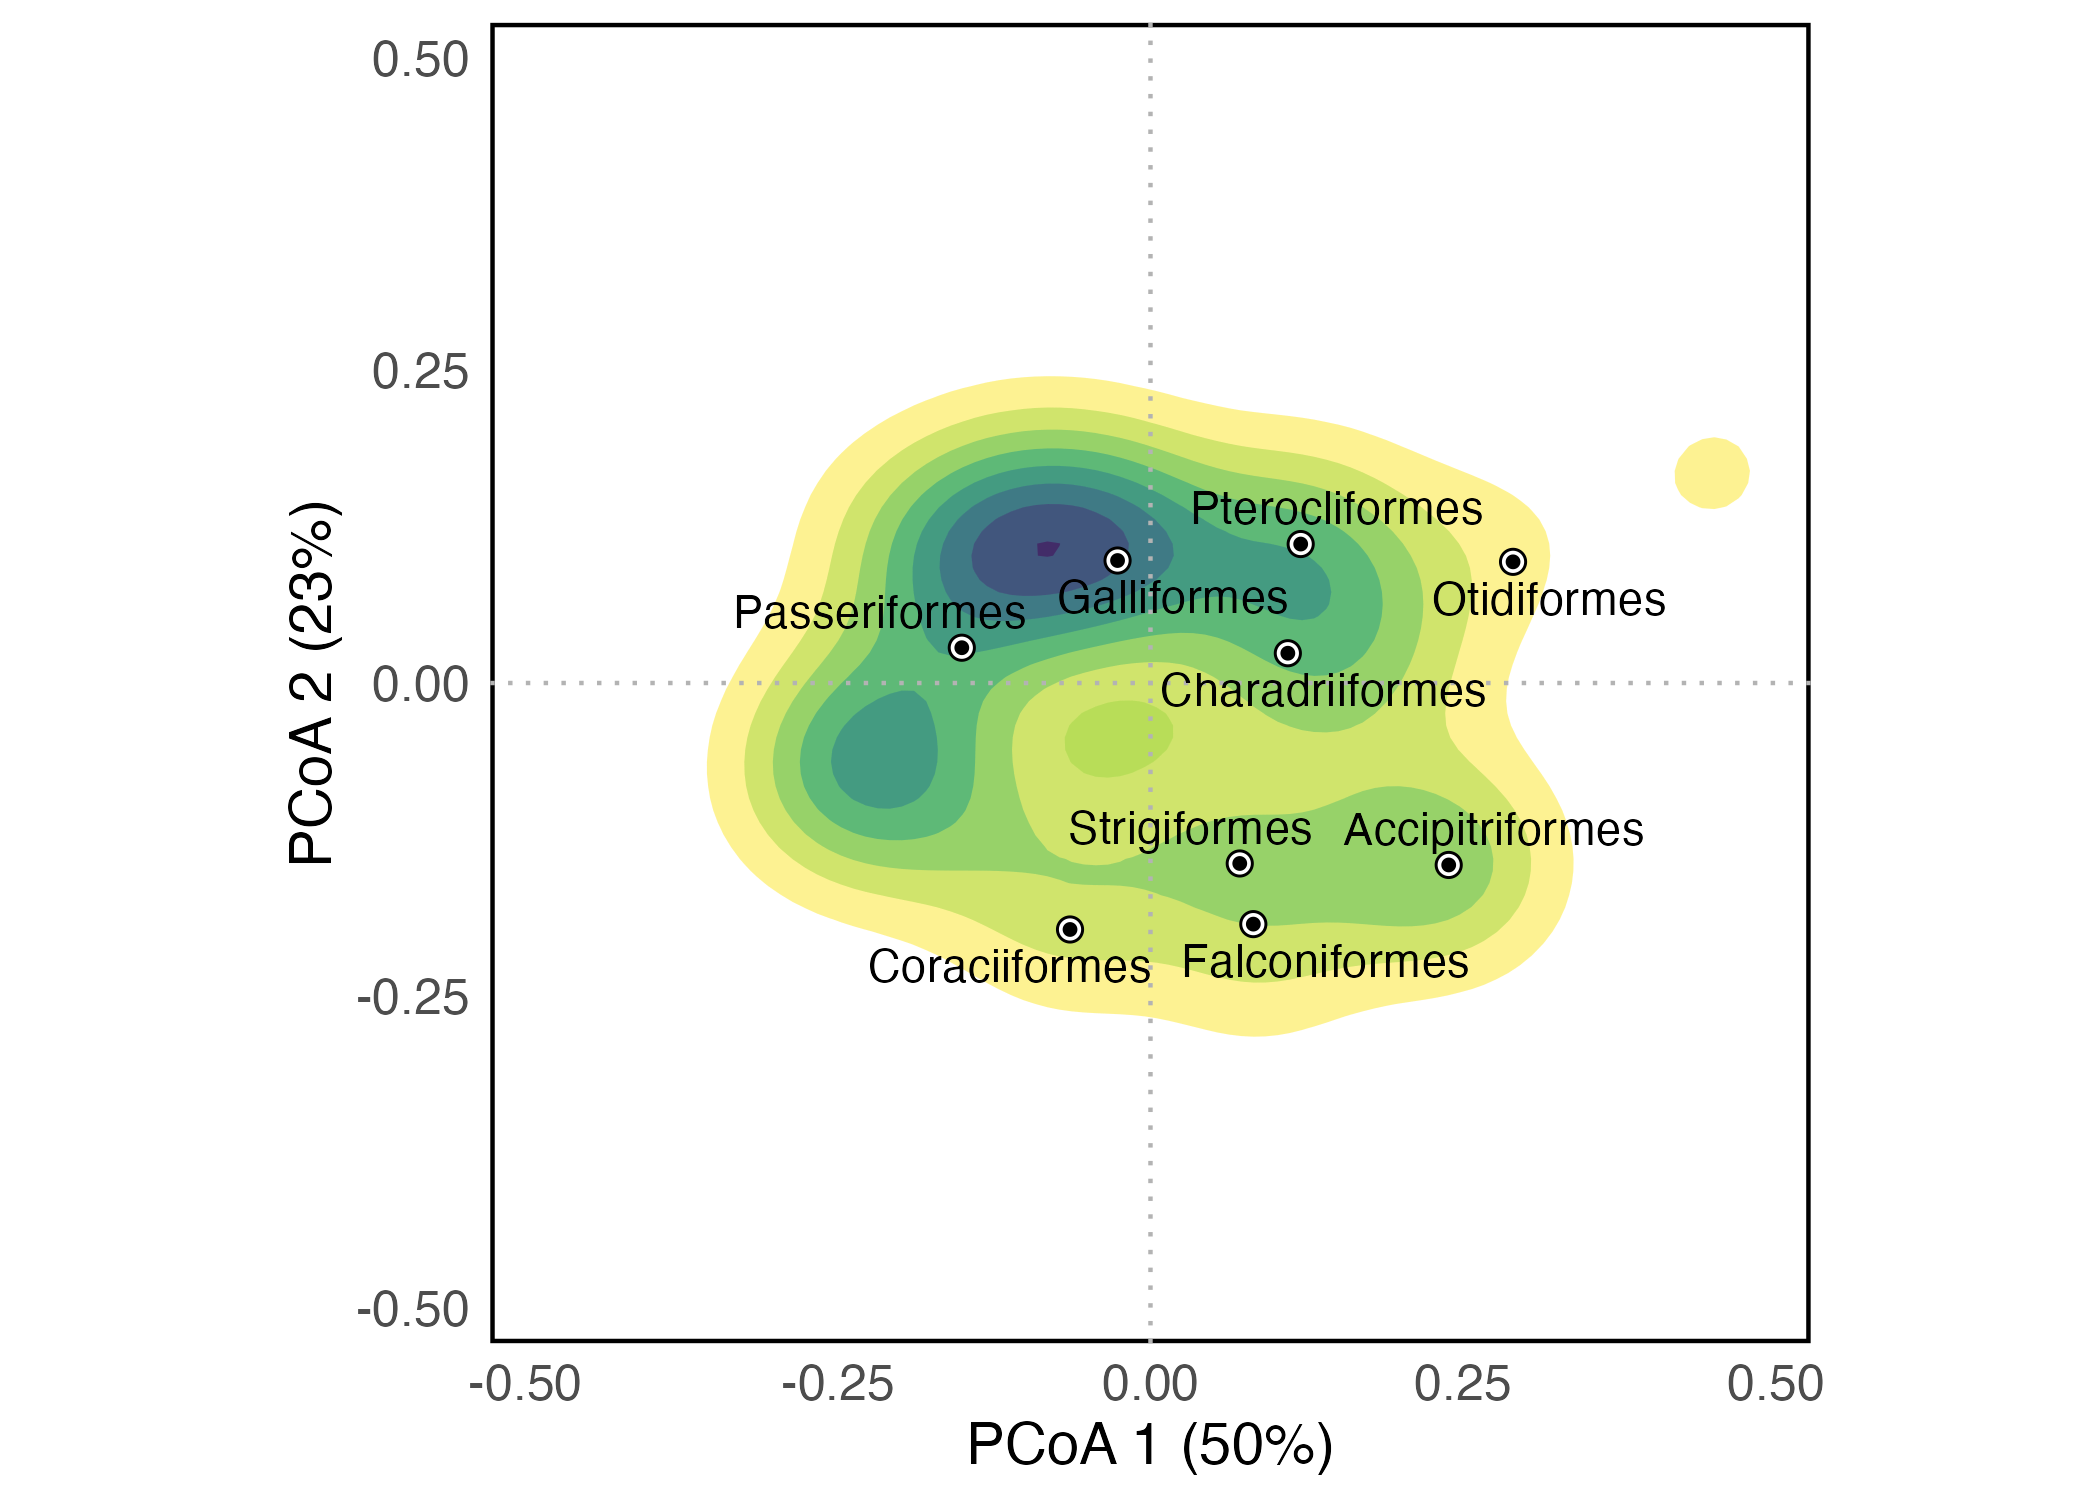 0.50
0.25
Pterocliformes
Passeriformes
Galliformes
Otidiformes
0.00
Charadriiformes
PCoA 2 (23%)
Strigiformes
Accipitriformes
Coraciiformes
Falconiformes
-0.25
-0.50
-0.50 -0.25 0.00 0.25 0.50
PCoA 1 (50%)